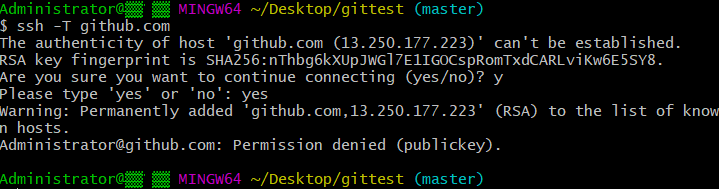 Administrator@▒▒ ▒▒ MINGW64 ~/Desktop/gittest (master)
$ ssh -T github.com
The authenticity of host 'github.com (13.250.177.223)' can't be established.
RSA key fingerprint is SHA256:nThbg6kXUpJWGl7E1IGOCspRomTxdCARLviKw6E5SY8.
Are you sure you want to continue connecting (yes/no)? y
Please type 'yes' or 'no': yes
Warning: Permanently added 'github.com,13.250.177.223' (RSA) to the list of know
n hosts.
Administrator@github.com: Permission denied (publickey).
Administrator@▒▒ ▒▒ MINGW64 ~/Desktop/gittest (master)